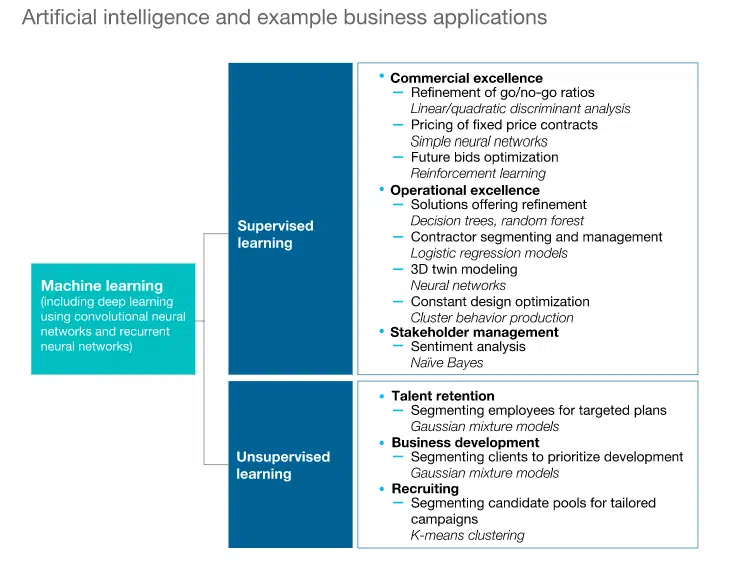 Artificial intelligence and example business applications
Machine learning
(including deep learning
using convolutional neural
networks and recurrent
neural networks)
Supervised
learning
• Commercial excellence
– Refinement of go/no-go ratios
Linear/quadratic discriminant analysis
– Pricing of fixed price contracts
Simple neural networks
– Future bids optimization
Reinforcement learning
• Operational excellence
– Solutions offering refinement
Decision trees, random forest
– Contractor segmenting and management
Logistic regression models
– 3D twin modeling
Neural networks
– Constant design optimization
Cluster behavior production
• Stakeholder management
– Sentiment analysis
Naïve Bayes
Unsupervised
learning
• Talent retention
– Segmenting employees for targeted plans
Gaussian mixture models
• Business development
– Segmenting clients to prioritize development
Gaussian mixture models
• Recruiting
– Segmenting candidate pools for tailored
campaigns
K-means clustering